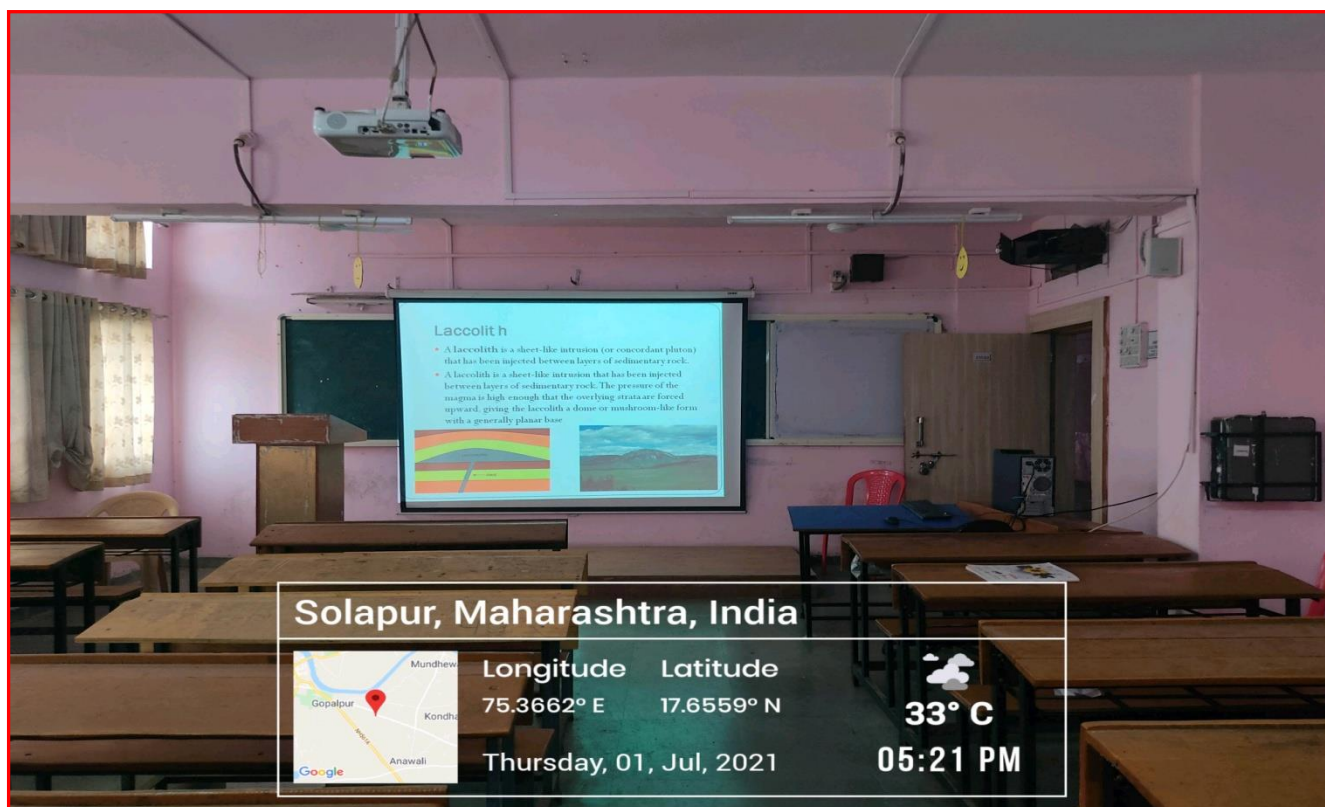 Laccolit h
A laccolith is a sheet-like intrusion (or concordant pluton)
that has been injected between layers of sedimentary rock.
A laccolith is a sheet-like intrusion that has been injected
between layers of sedimentary rock. The pressure of the
magma is high enough that the overlying strata are forced
upward, giving the laccolith a dome or mushroom-like form
with a generally planar base
Solapur, Maharashtra, India
Mundhew
Gopalpur
Kondha
Anawali
Google
Longitude Latitude
75.3662° E 17.6559° N
Thursday, 01, Jul, 2021
33° C
05:21 PM